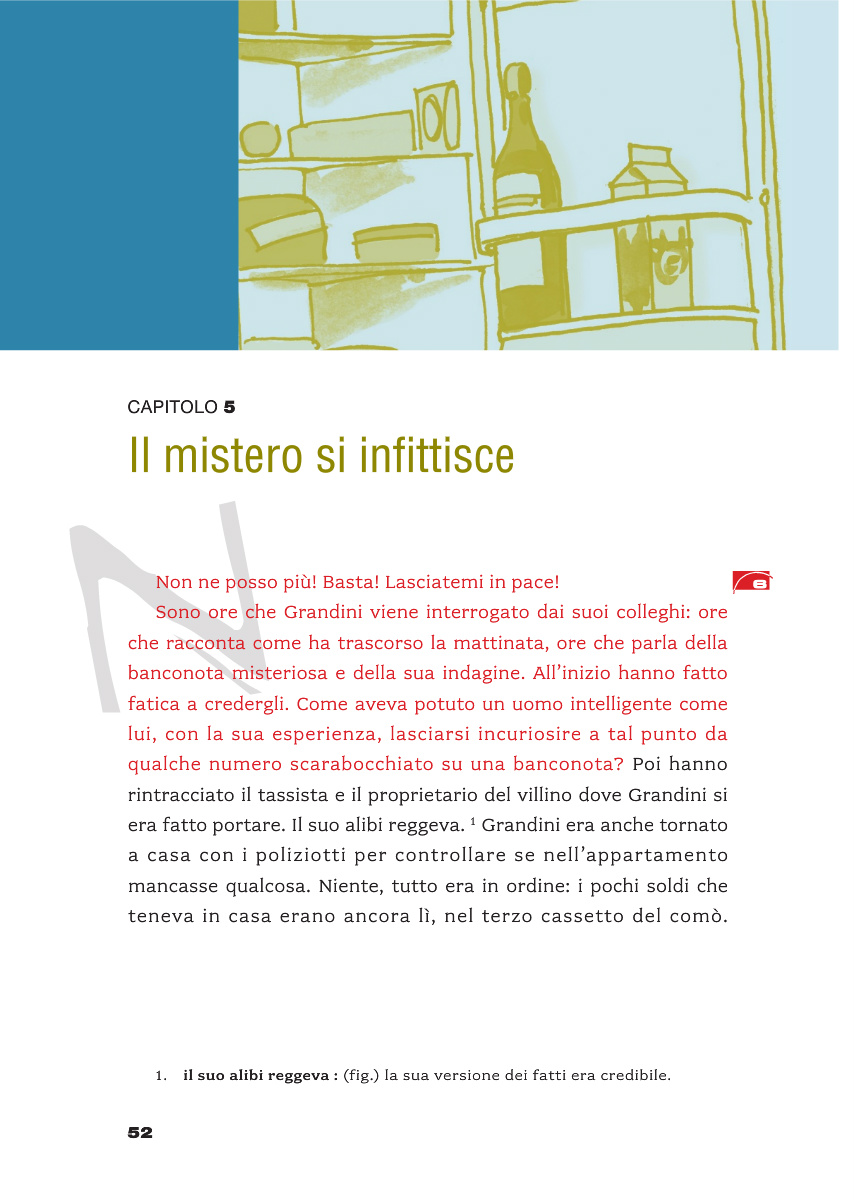 CAPITOLO 5
Il mistero si infittisce
N
Non ne posso più! Basta! Lasciatemi in pace!
8
Sono ore che Grandini viene interrogato dai suoi colleghi: ore
che racconta come ha trascorso la mattinata, ore che parla della
banconota misteriosa e della sua indagine. All’inizio hanno fatto
fatica a credergli. Come aveva potuto un uomo intelligente come
lui, con la sua esperienza, lasciarsi incuriosire a tal punto da
qualche numero scarabocchiato su una banconota? Poi hanno
rintracciato il tassista e il proprietario del villino dove Grandini si
era fatto portare. Il suo alibi reggeva. ¹ Grandini era anche tornato
a casa con i poliziotti per controllare se nell’appartamento
mancasse qualcosa. Niente, tutto era in ordine: i pochi soldi che
teneva in casa erano ancora lì, nel terzo cassetto del comò.
1. il suo alibi reggeva : (fig.) la sua versione dei fatti era credibile.
52